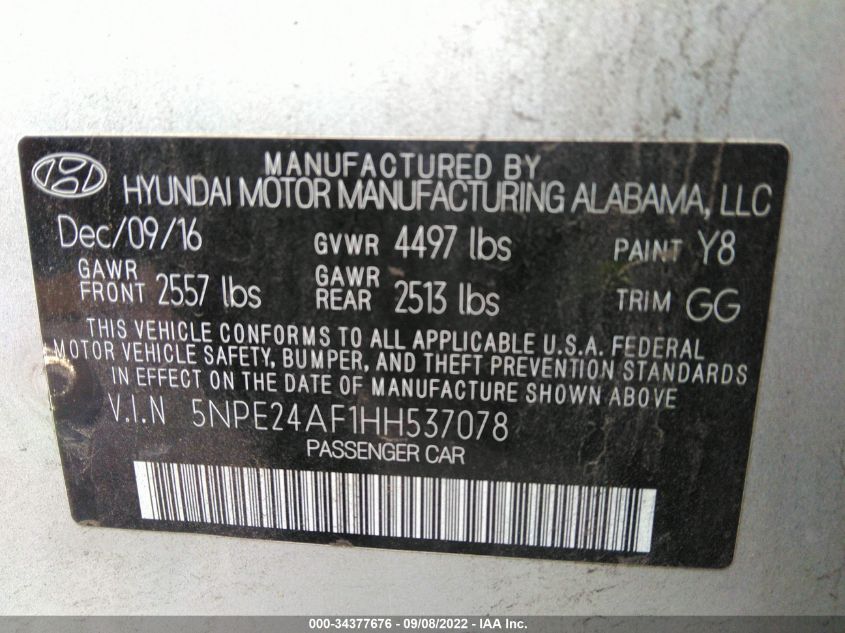 MANUFACTURED BY
HYUNDAI MOTOR MANUFACTURING ALABAMA, LLC
Dec/09/16 GVWR 4497 lbs PAINT Y8
GAWR FRONT 2557 lbs GAWR REAR 2513 lbs TRIM GG
THIS VEHICLE CONFORMS TO ALL APPLICABLE U.S.A. FEDERAL
MOTOR VEHICLE SAFETY, BUMPER, AND THEFT PREVENTION STANDARDS
IN EFFECT ON THE DATE OF MANUFACTURE SHOWN ABOVE
V.I.N 5NPE24AF1HH537078
PASSENGER CAR
000-34377676 - 09/08/2022 - IAA Inc.